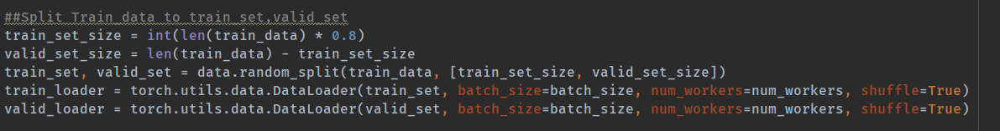 ##Split Train_data to train_set,valid_set
train_set_size = int(len(train_data) * 0.8)
valid_set_size = len(train_data) - train_set_size
train_set, valid_set = data.random_split(train_data, [train_set_size, valid_set_size])
train_loader = torch.utils.data.DataLoader(train_set, batch_size=batch_size, num_workers=num_workers, shuffle=True)
valid_loader = torch.utils.data.DataLoader(valid_set, batch_size=batch_size, num_workers=num_workers, shuffle=True)